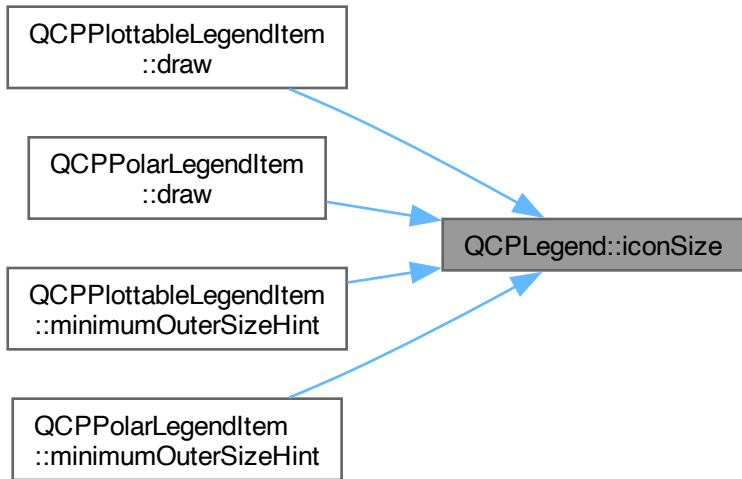 QCPPlottableLegendItem
::draw
QCPPolarLegendItem
::draw
QCPLegend::iconSize
QCPPlottableLegendItem
::minimumOuterSizeHint
QCPPolarLegendItem
::minimumOuterSizeHint